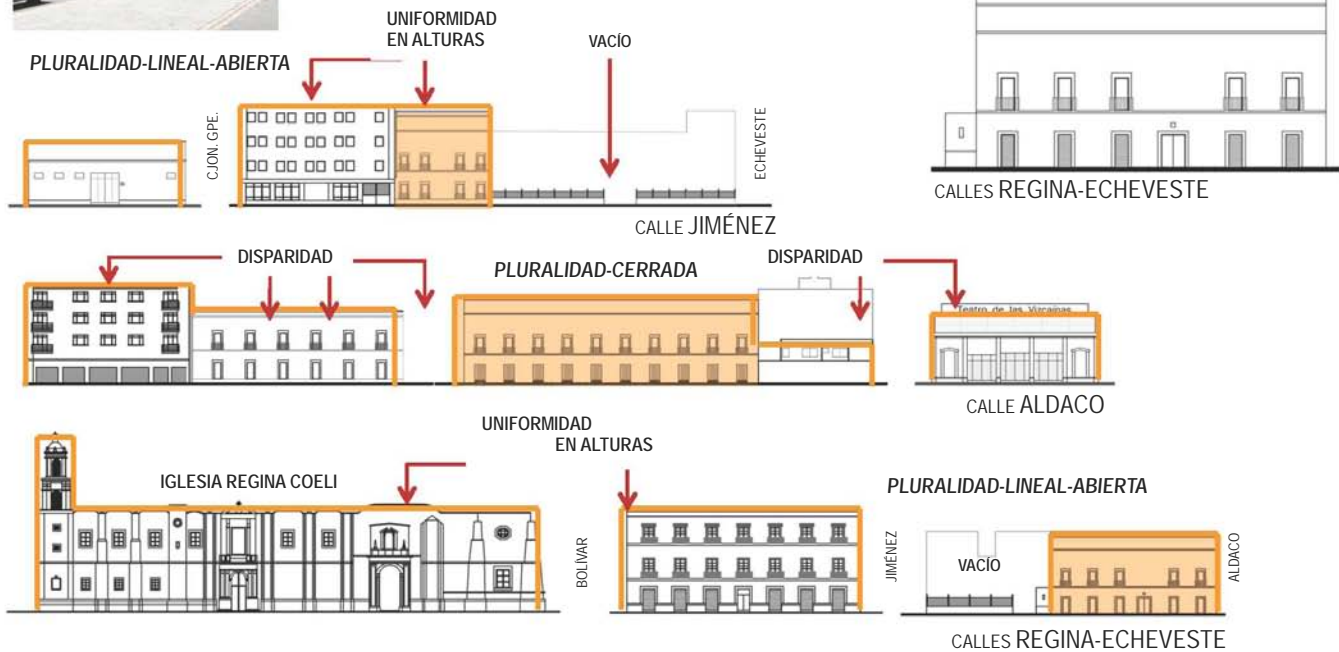 UNIFORMIDAD
EN ALTURAS
VACÍO
PLURALIDAD-LINEAL-ABIERTA
CJON. GPE.
ECHEVESTE
CALLE JIMÉNEZ
CALLES REGINA-ECHEVESTE
DISPARIDAD
PLURALIDAD-CERRADA
DISPARIDAD
Teatro de las Vizcaínas
CALLE ALDACO
UNIFORMIDAD
EN ALTURAS
IGLESIA REGINA COELI
PLURALIDAD-LINEAL-ABIERTA
BOLÍVAR
JIMÉNEZ
VACÍO
ALDACO
CALLES REGINA-ECHEVESTE